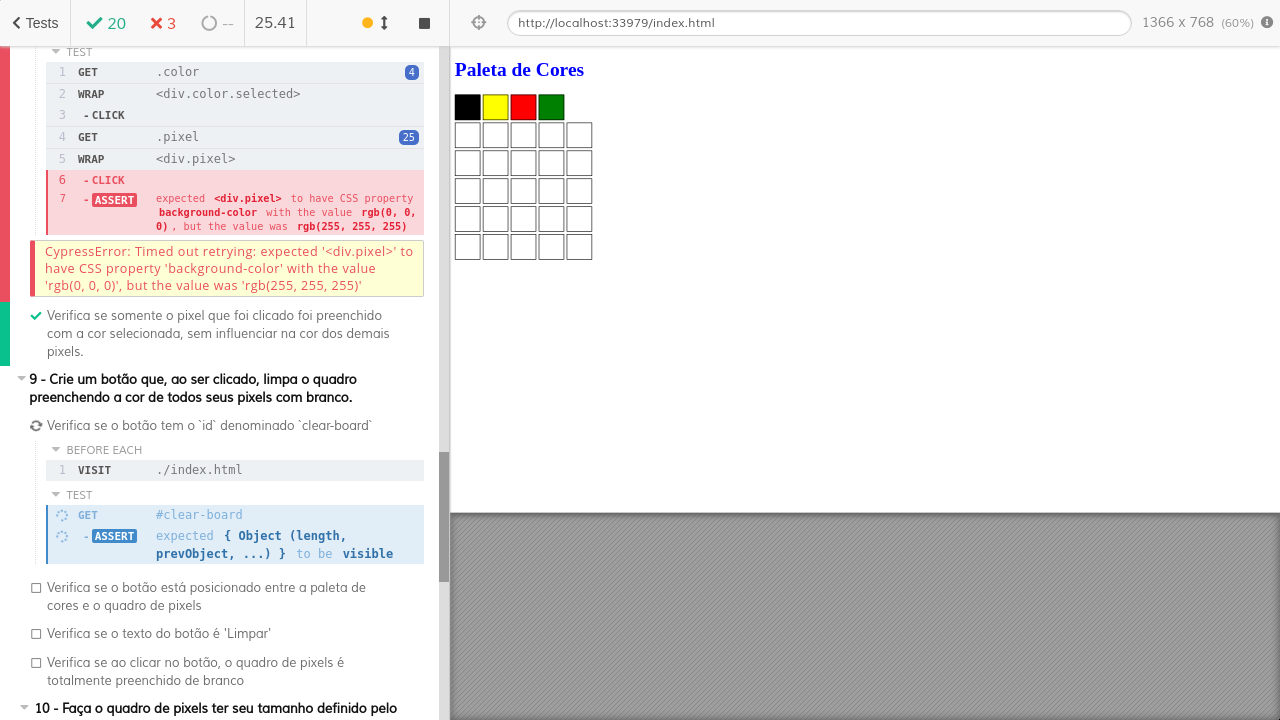 Tests 20 3 -- 25.41
http://localhost:33979/index.html 1366 x 768 (60%)
TEST
1 GET .color 4
2 WRAP <div.color.selected>
3 - CLICK
4 GET .pixel 25
5 WRAP <div.pixel>
6 - CLICK
7 - ASSERT expected <div.pixel> to have CSS property
background-color with the value rgb(0, 0,
0) , but the value was rgb(255, 255, 255)
CypressError: Timed out retrying: expected '<div.pixel>' to
have CSS property 'background-color' with the value
'rgb(0, 0, 0)', but the value was 'rgb(255, 255, 255)'
Verifica se somente o pixel que foi clicado foi preenchido
com a cor selecionada, sem influenciar na cor dos demais
pixels.
9 - Crie um botão que, ao ser clicado, limpa o quadro
preenchendo a cor de todos seus pixels com branco.
Verifica se o botão tem o `id` denominado `clear-board`
BEFORE EACH
1 VISIT ./index.html
TEST
GET #clear-board
- ASSERT expected { Object (length,
prevObject, ...) } to be visible
Verifica se o botão está posicionado entre a paleta de
cores e o quadro de pixels
Verifica se o texto do botão é 'Limpar'
Verifica se ao clicar no botão, o quadro de pixels é
totalmente preenchido de branco
10 - Faça o quadro de pixels ter seu tamanho definido pelo
Paleta de Cores